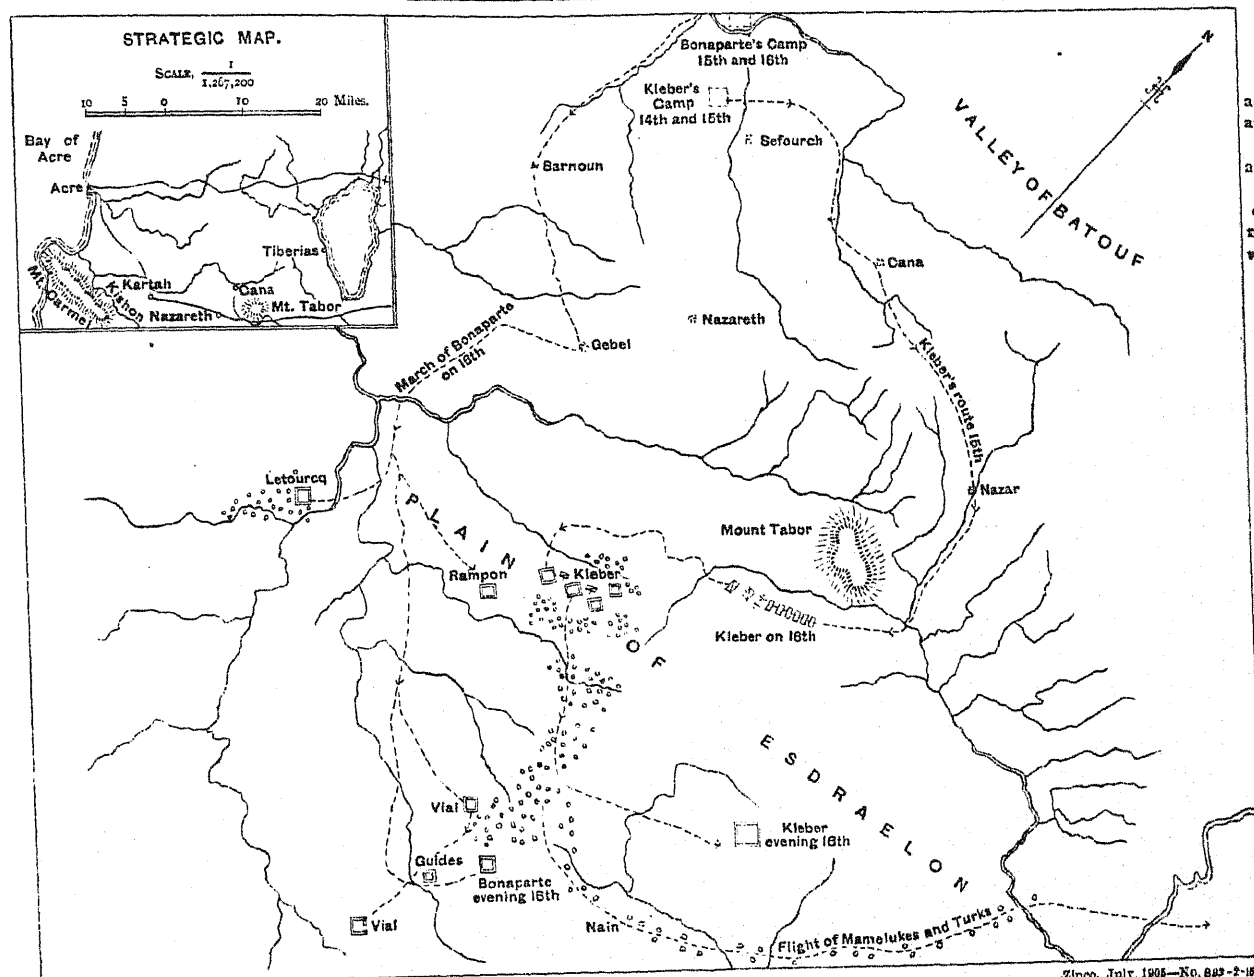 STRATEGIC MAP.
SCALE, 1
1,267,200
10 5 0 10 20 Miles.
Bay of
Acre
Acre
Tiberias
Kartah
Cana
Mt. Carmel
Kishon
Nazareth
Mt. Tabor
Bonaparte's Camp
15th and 16th
Kleber's
Camp
14th and 15th
Sefourch
Barnoun
N
VALLEY OF BATOUF
Cana
Nazareth
Gebel
March of Bonaparte
on 16th
Kleber's route 15th
Letourcq
Nazar
Mount Tabor
PLAIN
Rampon
Kleber
Kleber on 16th
OF
ESDRAELON
Vial
Kleber
evening 16th
Guides
Bonaparte
evening 16th
Vial
Nain
Flight of Mamelukes and Turks
Zinco, July, 1905—No.